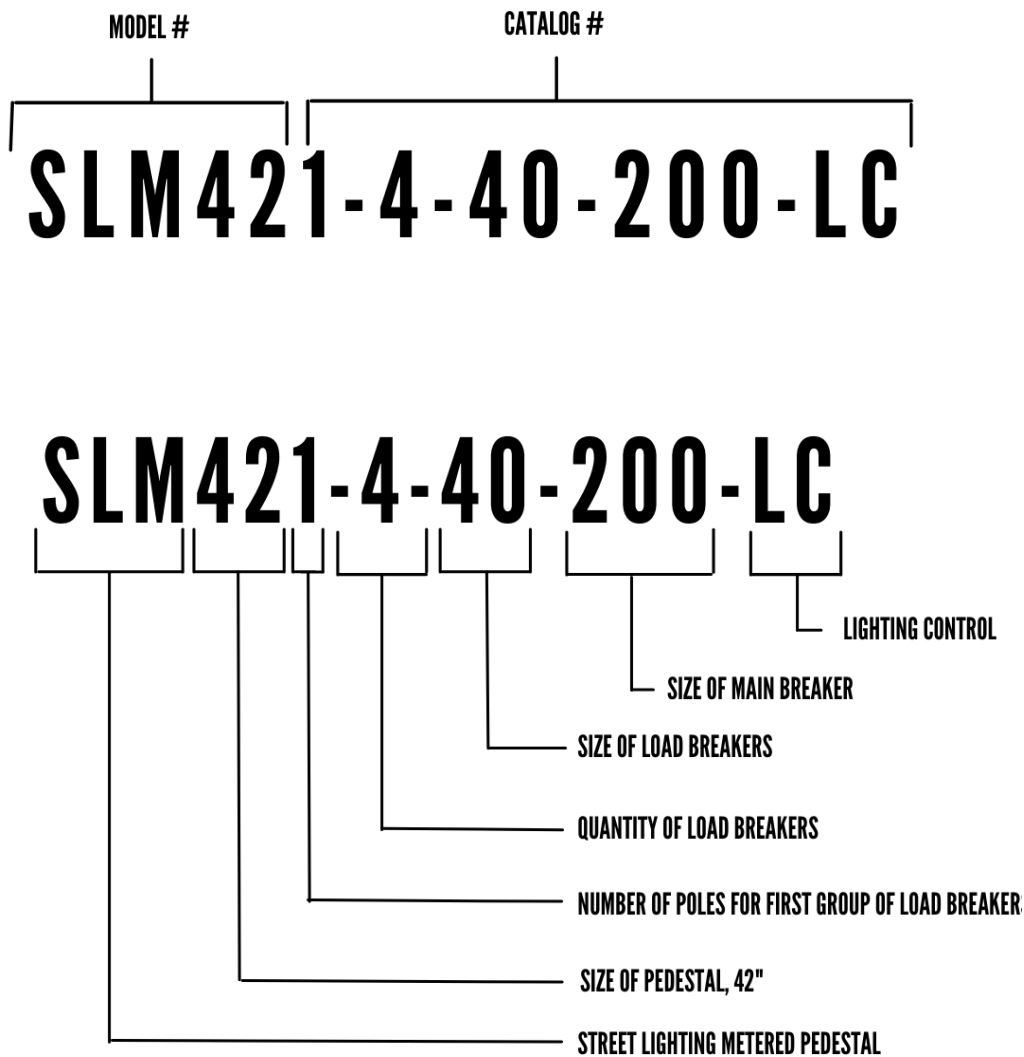 MODEL #
CATALOG #
SLM421-4-40-200-LC
SLM421-4-40-200-LC
LIGHTING CONTROL
SIZE OF MAIN BREAKER
SIZE OF LOAD BREAKERS
QUANTITY OF LOAD BREAKERS
NUMBER OF POLES FOR FIRST GROUP OF LOAD BREAKERS
SIZE OF PEDESTAL, 42"
STREET LIGHTING METERED PEDESTAL